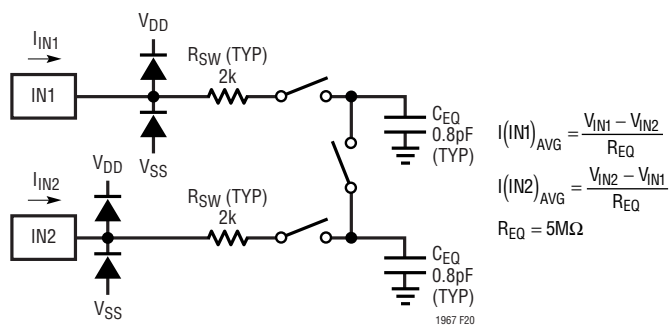 V_DD
I_IN1
R_SW (TYP)
2k
IN1
C_EQ
0.8pF
(TYP)
V_SS
I(IN1)_AVG = (V_IN1 − V_IN2) / R_EQ
V_DD
I_IN2
R_SW (TYP)
2k
I(IN2)_AVG = (V_IN2 − V_IN1) / R_EQ
R_EQ = 5MΩ
IN2
C_EQ
0.8pF
(TYP)
V_SS
1967 F20